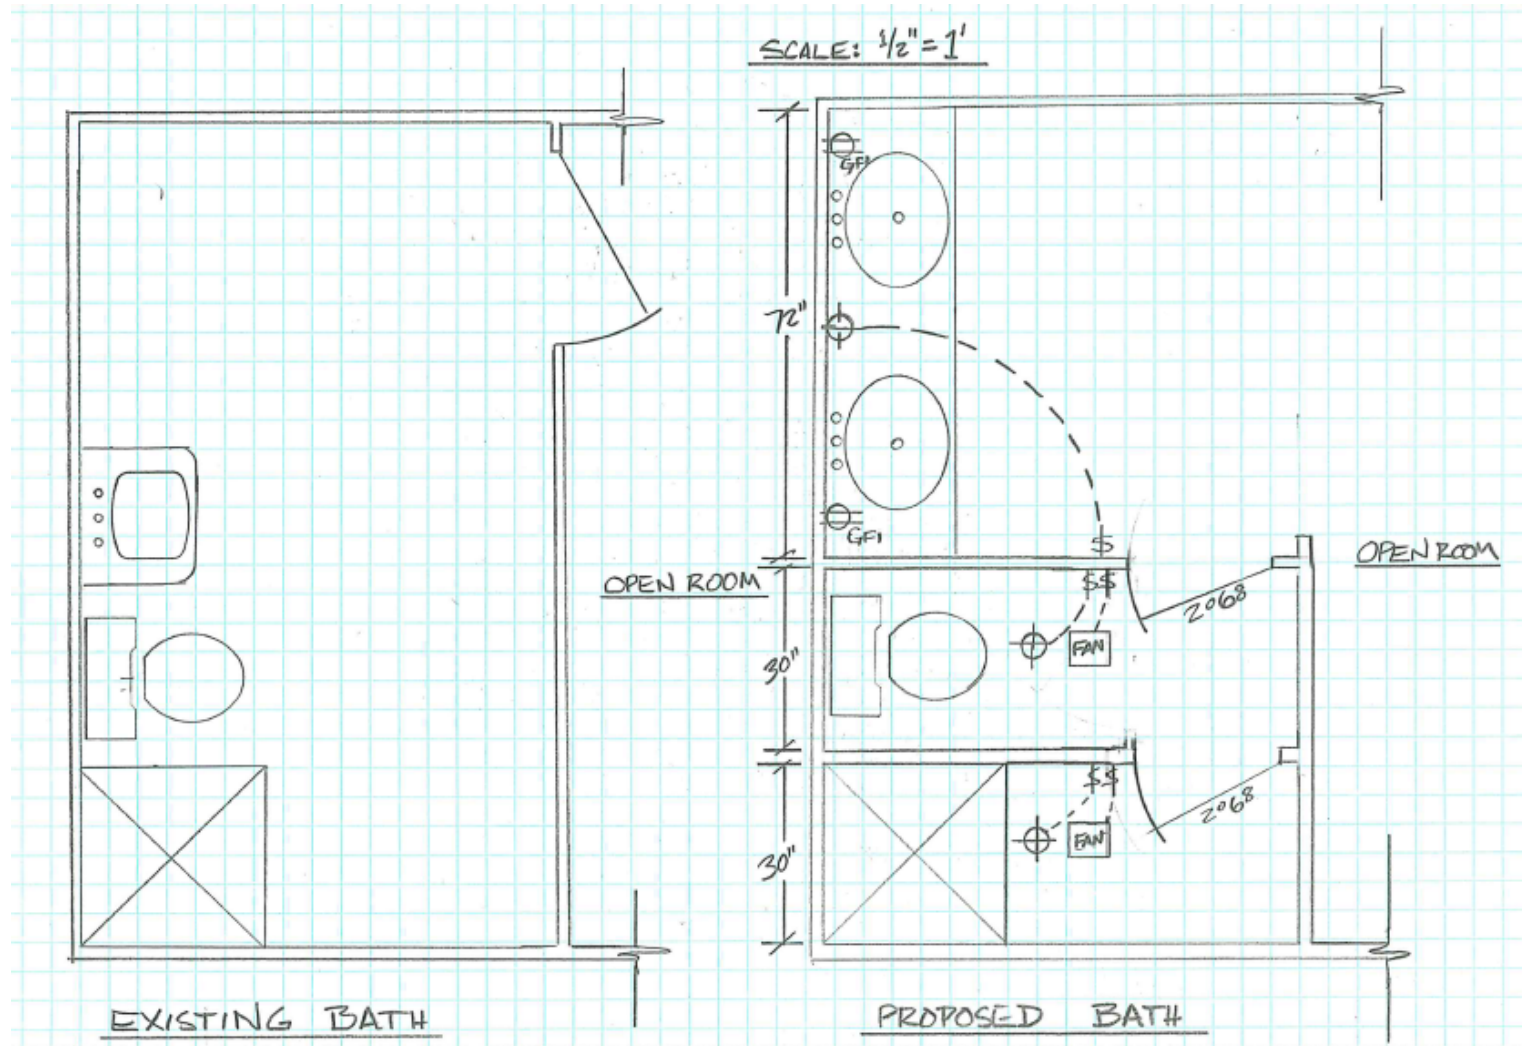 SCALE: 1/2" = 1'
GFI
72"
GFI
$
OPEN ROOM
OPEN ROOM
$$
2068
FAN
30"
$$
2068
FAN
30"
EXISTING BATH
PROPOSED BATH